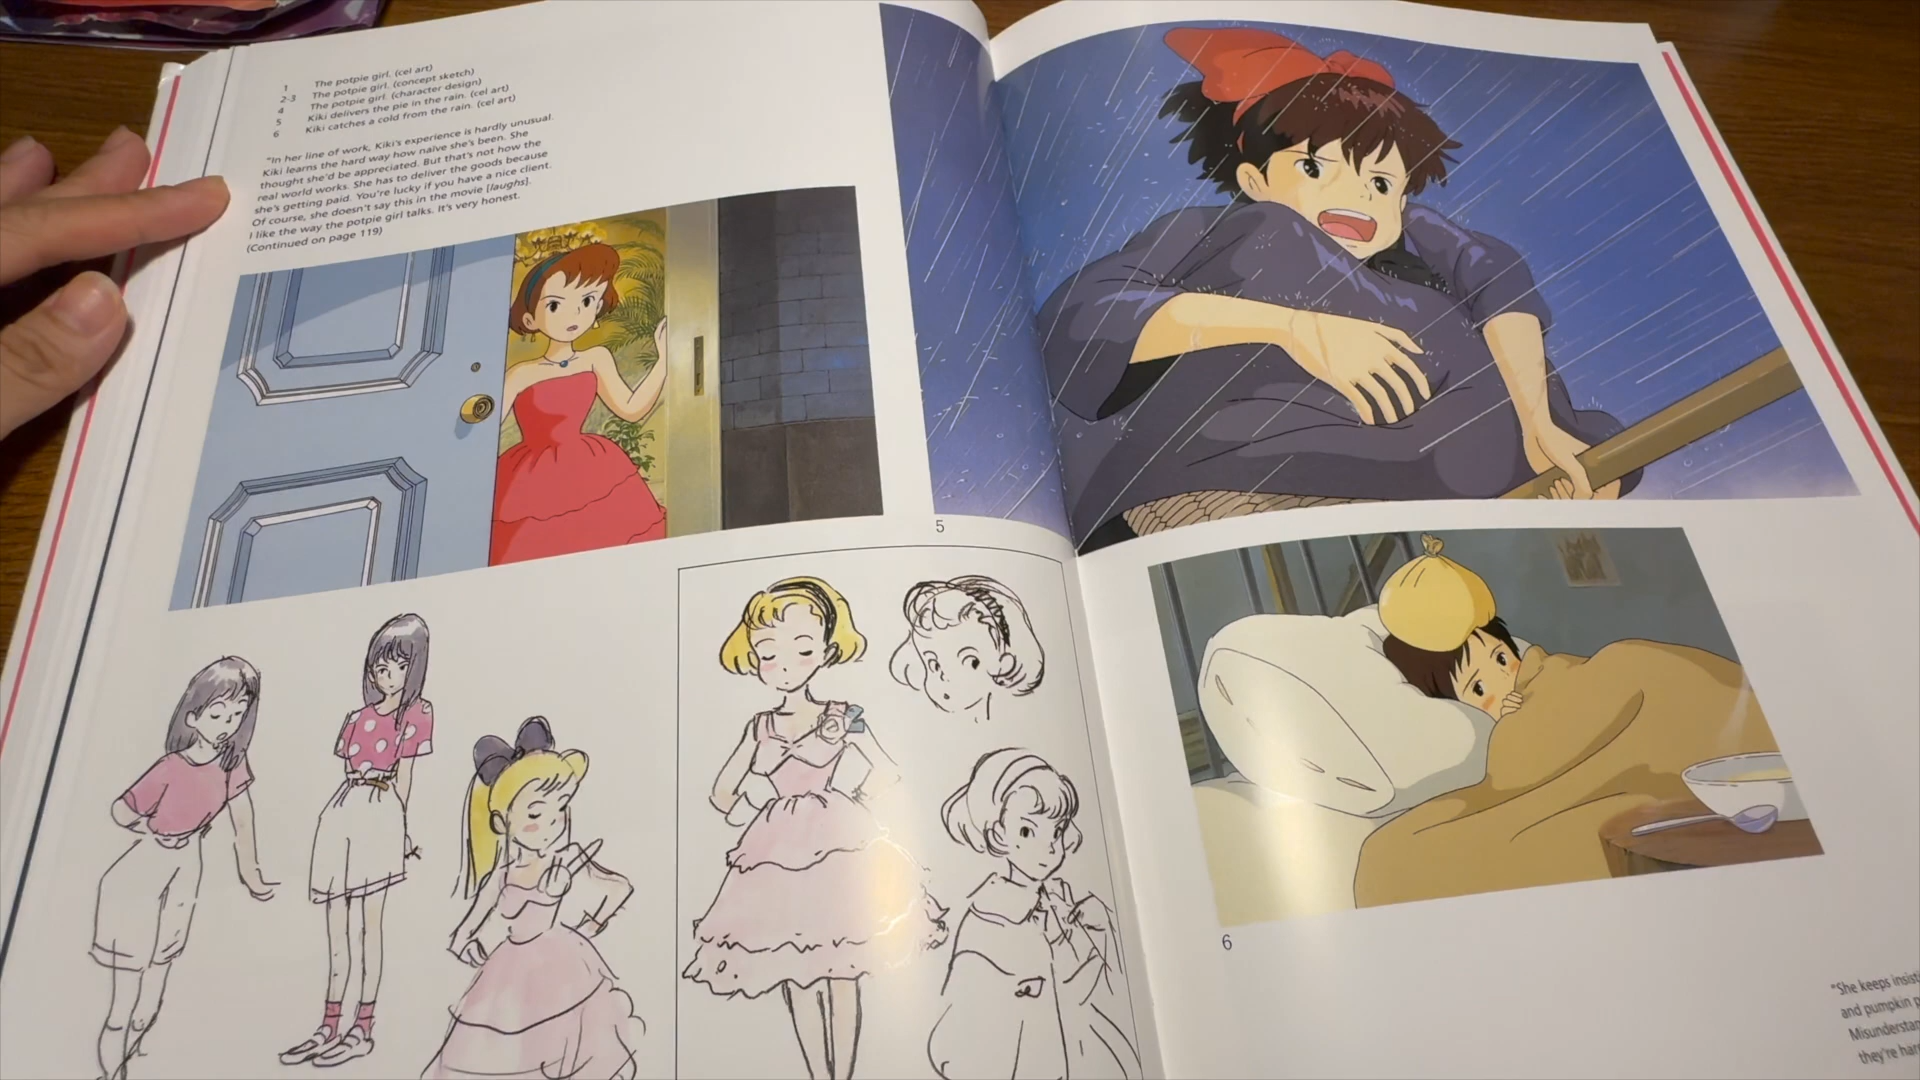 1 The potpie girl. (cel art)
2-3 The potpie girl. (concept sketch)
4 The potpie girl. (character design)
5 Kiki delivers the pie in the rain. (cel art)
6 Kiki catches a cold from the rain. (cel art)
"In her line of work, Kiki's experience is hardly unusual.
Kiki learns the hard way how naïve she's been. She
thought she'd be appreciated. But that's not how the
real world works. She has to deliver the goods because
she's getting paid. You're lucky if you have a nice client.
Of course, she doesn't say this in the movie [laughs].
I like the way the potpie girl talks. It's very honest.
(Continued on page 119)
5
6
"She keeps insist
and pumpkin p
Misunderstan
they're har